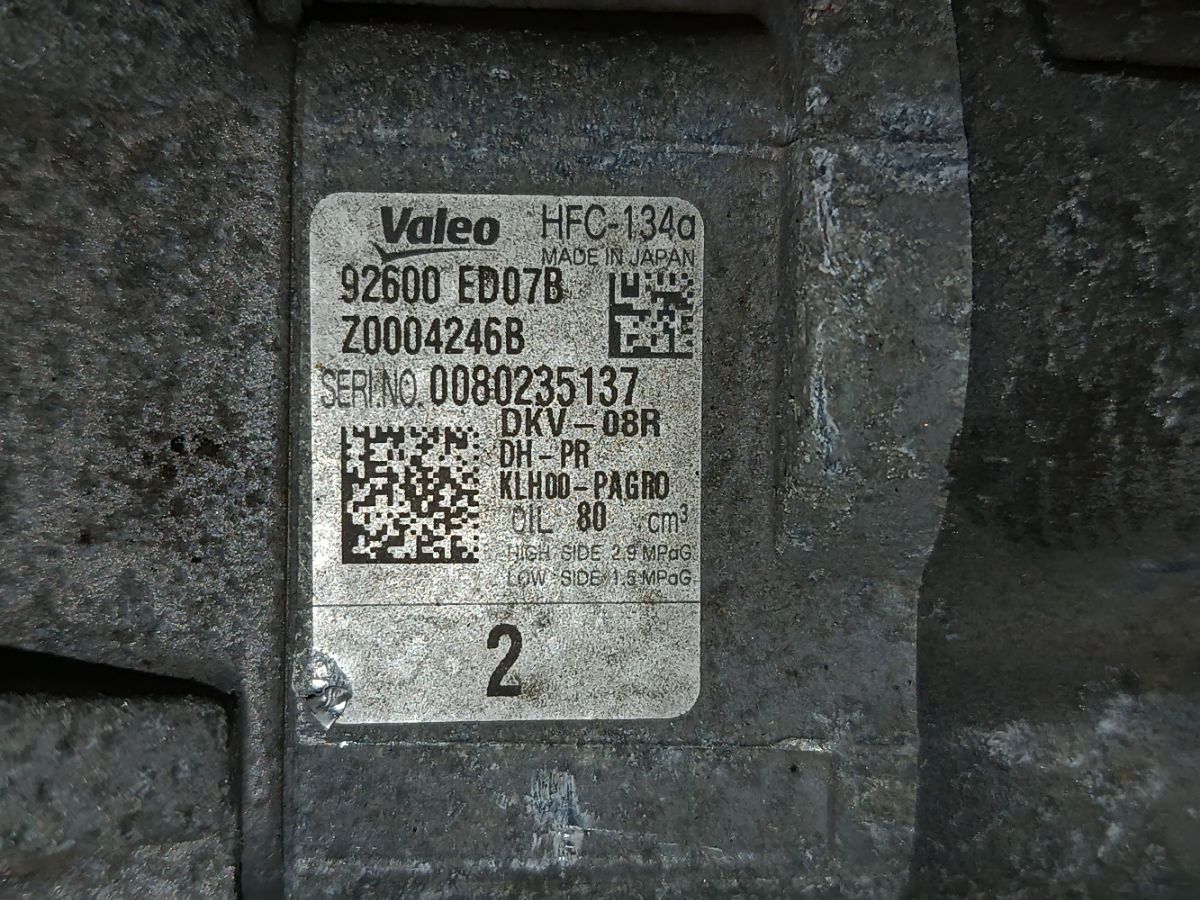 Valeo HFC-134a
MADE IN JAPAN
92600 ED07B
Z0004246B
SERI.NO. 0080235137
DKV-08R
DH-PR
KLH00-PAGRO
OIL 80 cm³
HIGH SIDE 2.9 MPaG
LOW SIDE 1.5 MPaG
2